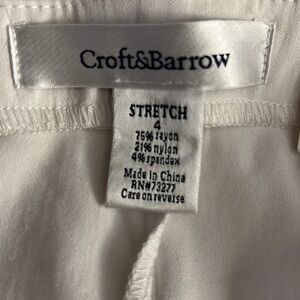 Croft&Barrow
STRETCH
4
75% rayon
21% nylon
4% spandex
Made in China
RN#73277
Care on reverse